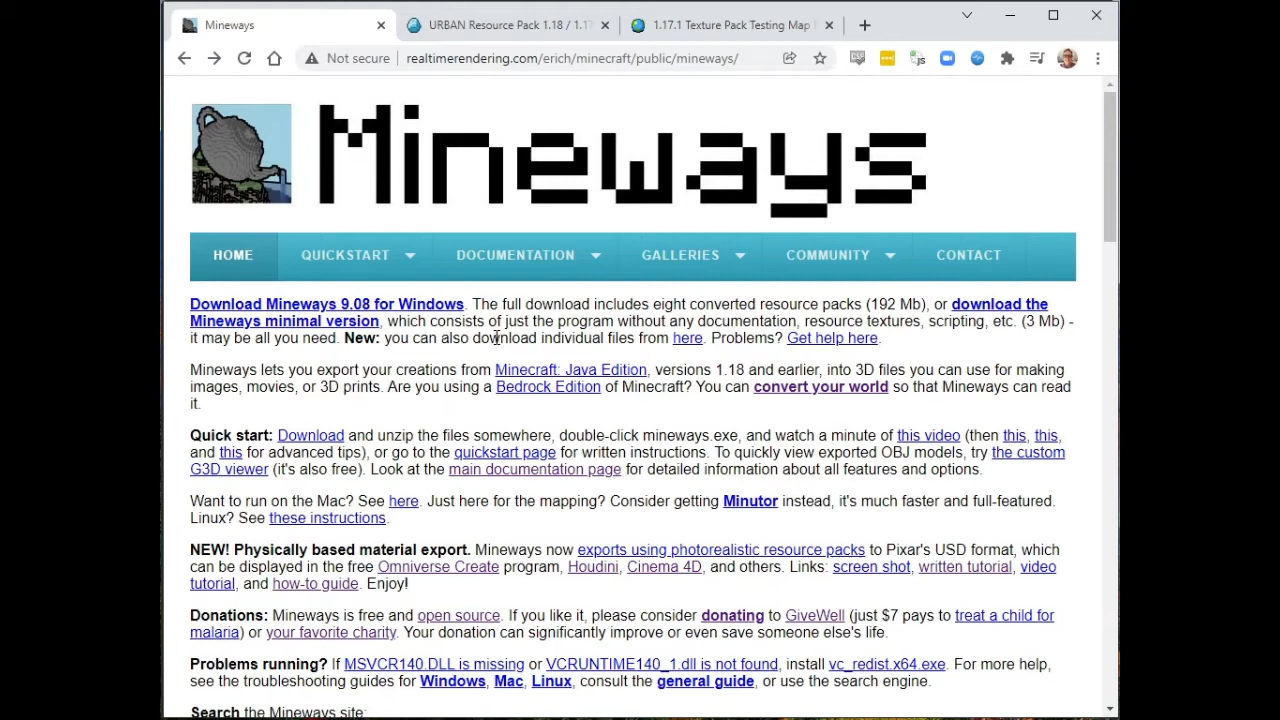 Mineways
URBAN Resource Pack 1.18 / 1.17
1.17.1 Texture Pack Testing Map
Not secure
realtimerendering.com/erich/minecraft/public/mineways/
Mineways
HOME
QUICKSTART
DOCUMENTATION
GALLERIES
COMMUNITY
CONTACT
Download Mineways 9.08 for Windows. The full download includes eight converted resource packs (192 Mb), or download the
Mineways minimal version, which consists of just the program without any documentation, resource textures, scripting, etc. (3 Mb) -
it may be all you need. New: you can also download individual files from here. Problems? Get help here.
Mineways lets you export your creations from Minecraft: Java Edition, versions 1.18 and earlier, into 3D files you can use for making
images, movies, or 3D prints. Are you using a Bedrock Edition of Minecraft? You can convert your world so that Mineways can read
it.
Quick start: Download and unzip the files somewhere, double-click mineways.exe, and watch a minute of this video (then this, this,
and this for advanced tips), or go to the quickstart page for written instructions. To quickly view exported OBJ models, try the custom
G3D viewer (it's also free). Look at the main documentation page for detailed information about all features and options.
Want to run on the Mac? See here. Just here for the mapping? Consider getting Minutor instead, it's much faster and full-featured.
Linux? See these instructions.
NEW! Physically based material export. Mineways now exports using photorealistic resource packs to Pixar's USD format, which
can be displayed in the free Omniverse Create program, Houdini, Cinema 4D, and others. Links: screen shot, written tutorial, video
tutorial, and how-to guide. Enjoy!
Donations: Mineways is free and open source. If you like it, please consider donating to GiveWell (just $7 pays to treat a child for
malaria) or your favorite charity. Your donation can significantly improve or even save someone else's life.
Problems running? If MSVCR140.DLL is missing or VCRUNTIME140_1.dll is not found, install vc_redist.x64.exe. For more help,
see the troubleshooting guides for Windows, Mac, Linux, consult the general guide, or use the search engine.
Search the Mineways site: